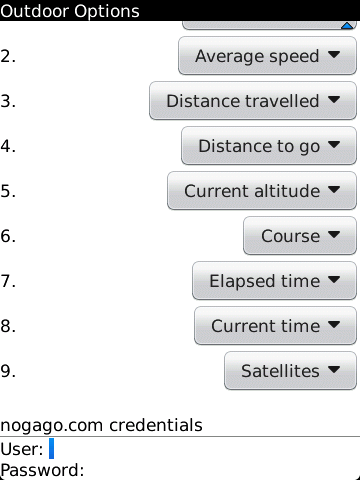 Outdoor Options
2. Average speed
3. Distance travelled
4. Distance to go
5. Current altitude
6. Course
7. Elapsed time
8. Current time
9. Satellites
nogago.com credentials
User:
Password: